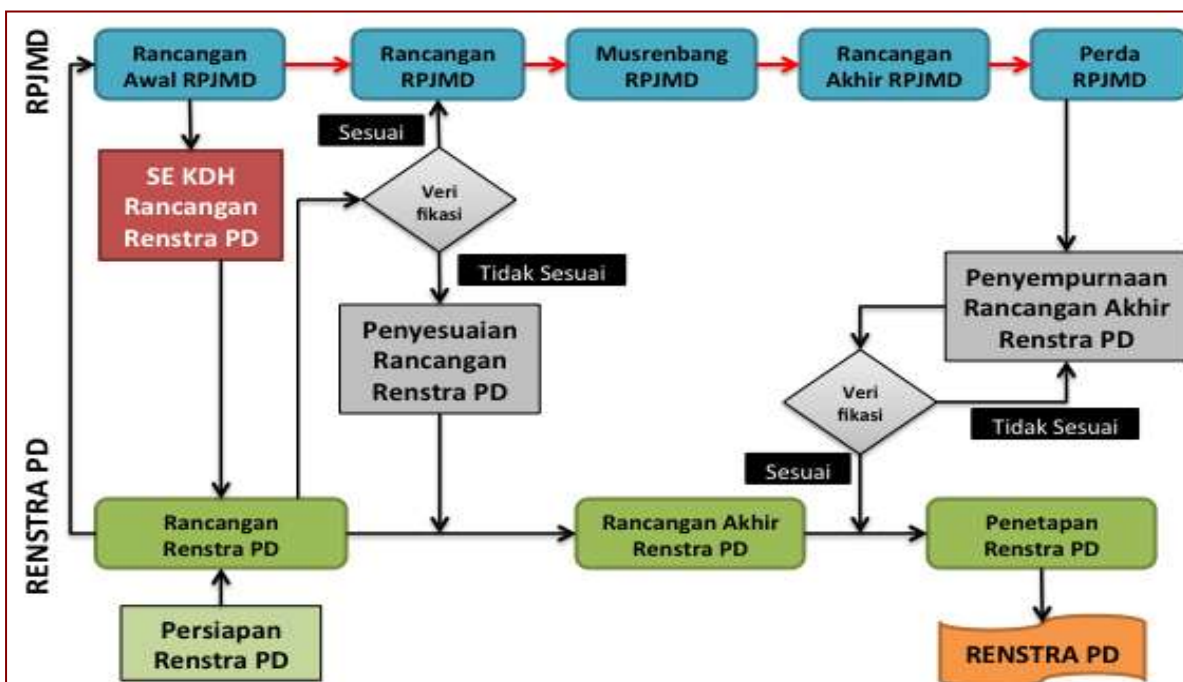 RPJMD
Rancangan
Awal RPJMD
Rancangan
RPJMD
Musrenbang
RPJMD
Rancangan
Akhir RPJMD
Perda
RPJMD
Sesuai
SE KDH
Rancangan
Renstra PD
Veri
fikasi
Tidak Sesuai
Penyesuaian
Rancangan
Renstra PD
Penyempurnaan
Rancangan Akhir
Renstra PD
Veri
fikasi
Tidak Sesuai
Sesuai
RENSTRA PD
Rancangan
Renstra PD
Rancangan Akhir
Renstra PD
Penetapan
Renstra PD
Persiapan
Renstra PD
RENSTRA PD